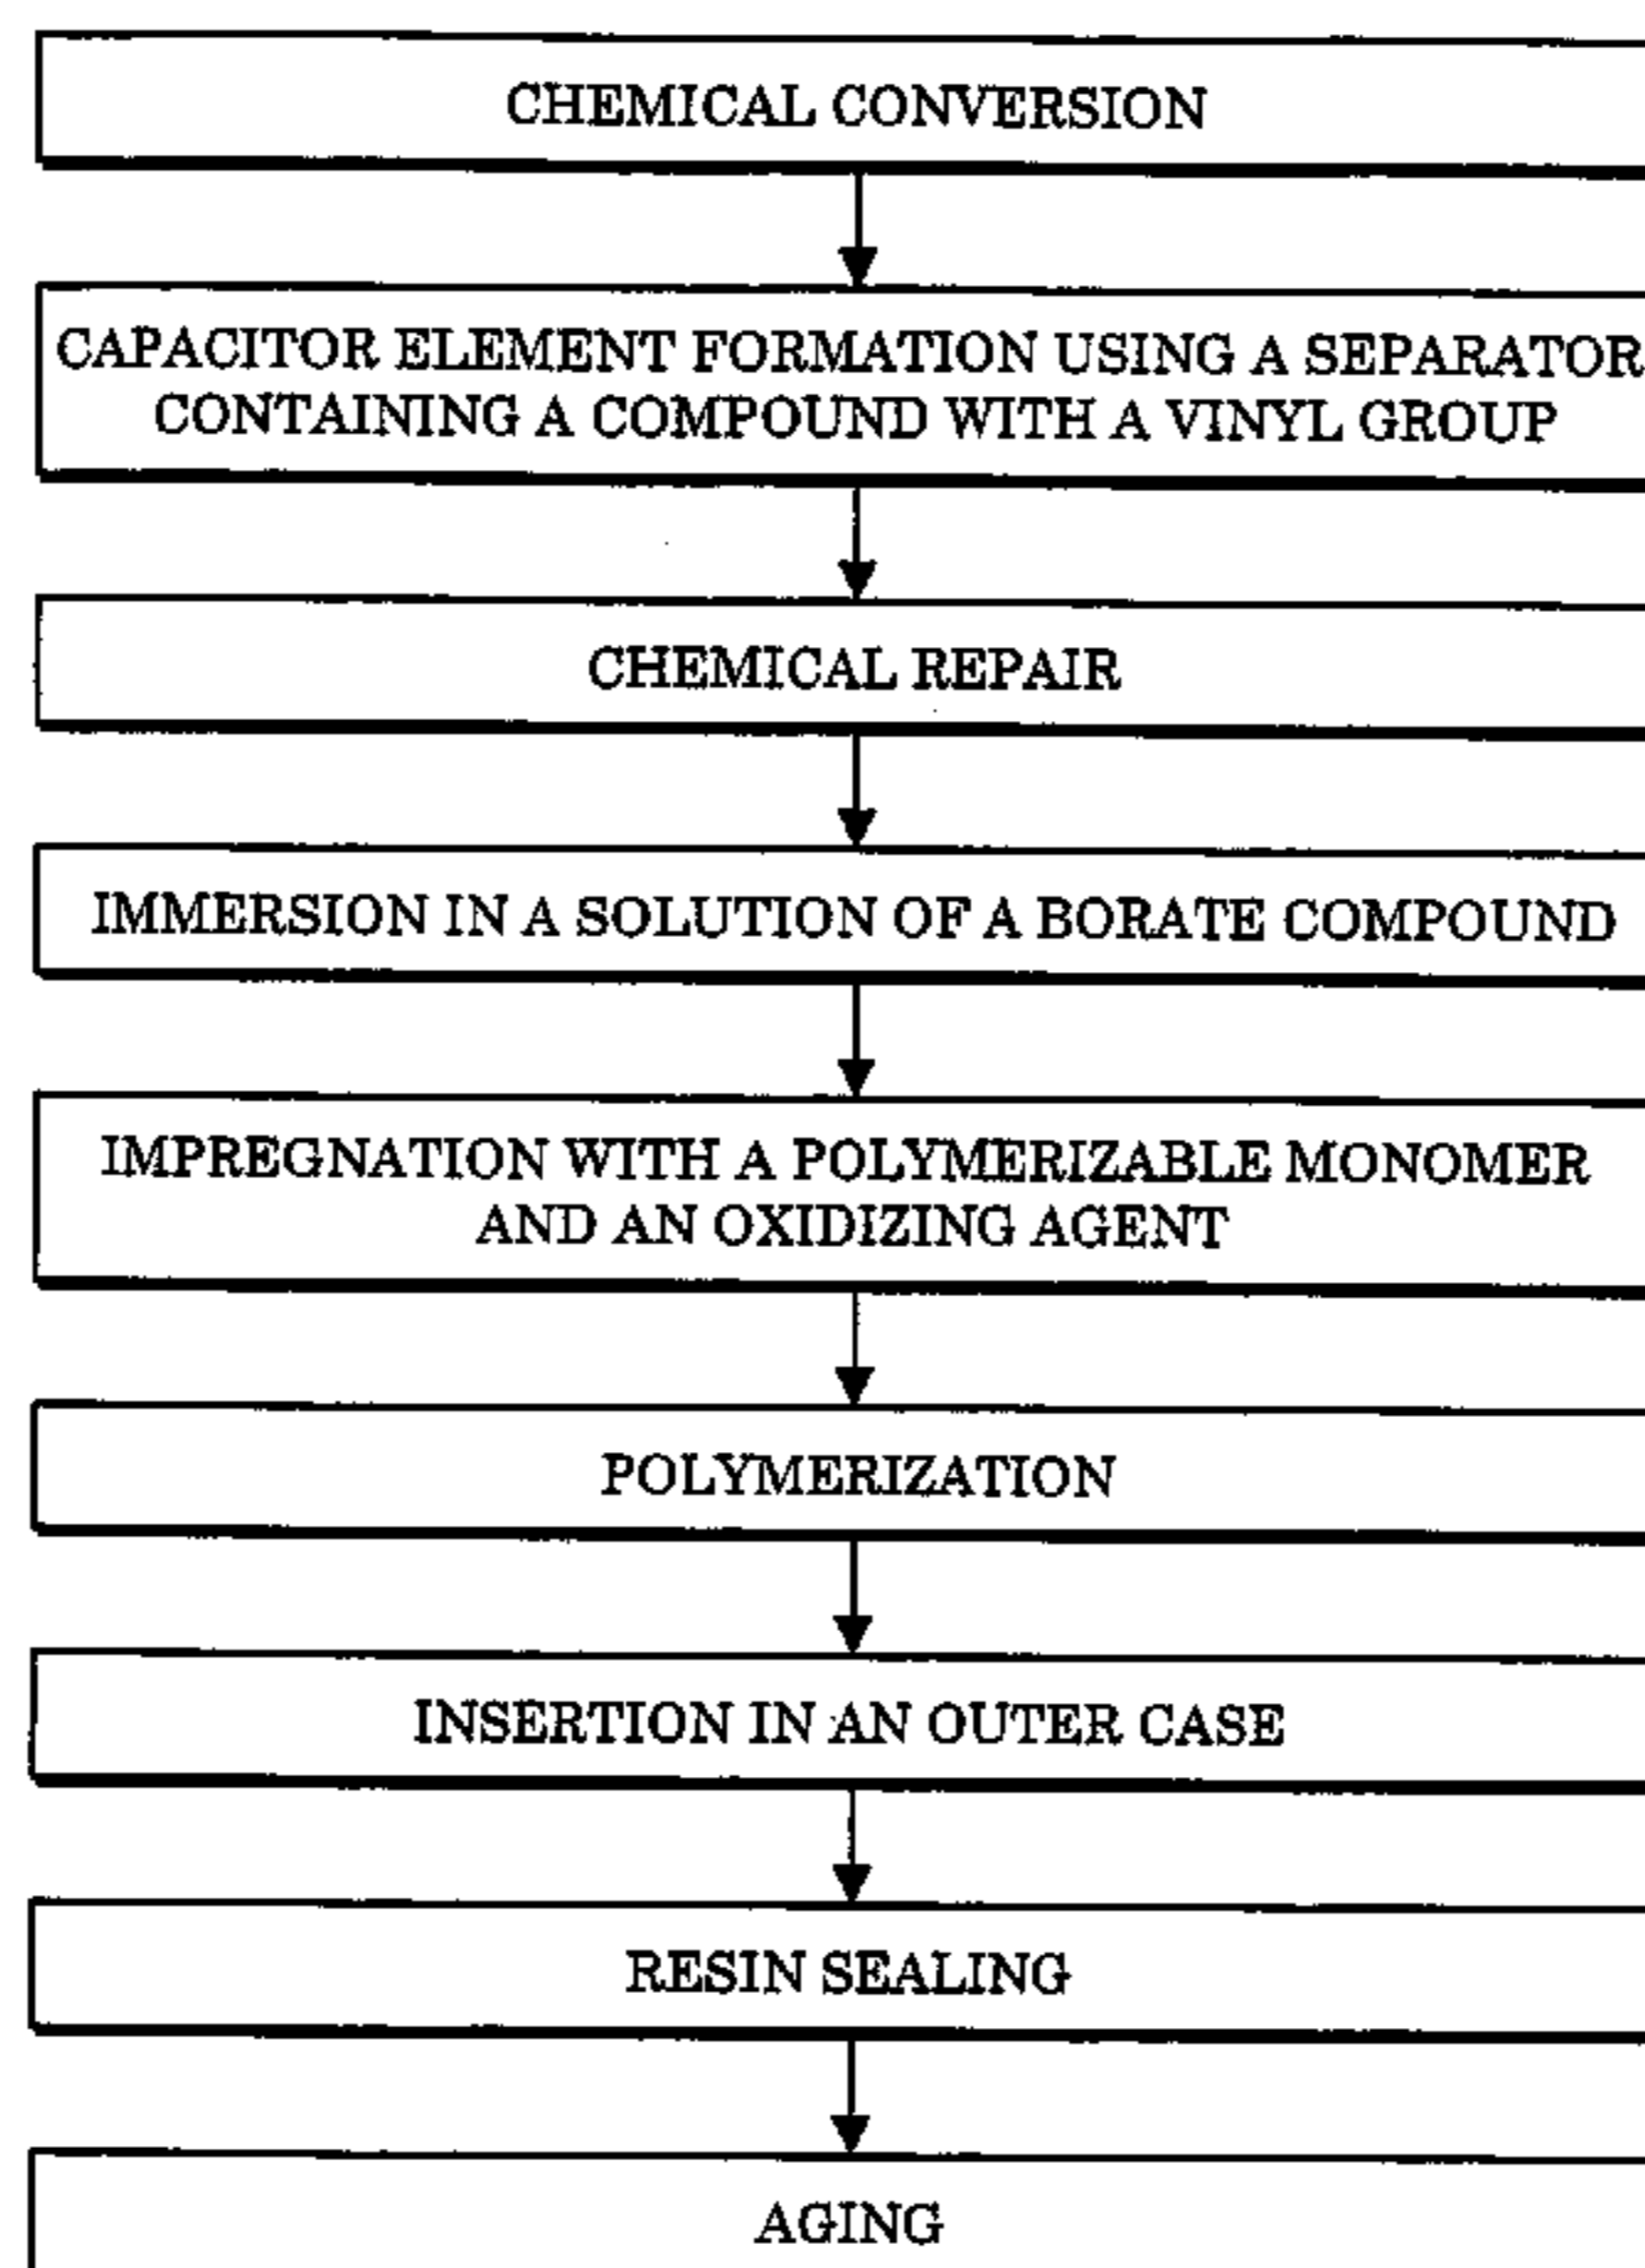 CHEMICAL CONVERSION
CAPACITOR ELEMENT FORMATION USING A SEPARATOR
CONTAINING A COMPOUND WITH A VINYL GROUP
CHEMICAL REPAIR
IMMERSION IN A SOLUTION OF A BORATE COMPOUND
IMPREGNATION WITH A POLYMERIZABLE MONOMER
AND AN OXIDIZING AGENT
POLYMERIZATION
INSERTION IN AN OUTER CASE
RESIN SEALING
AGING